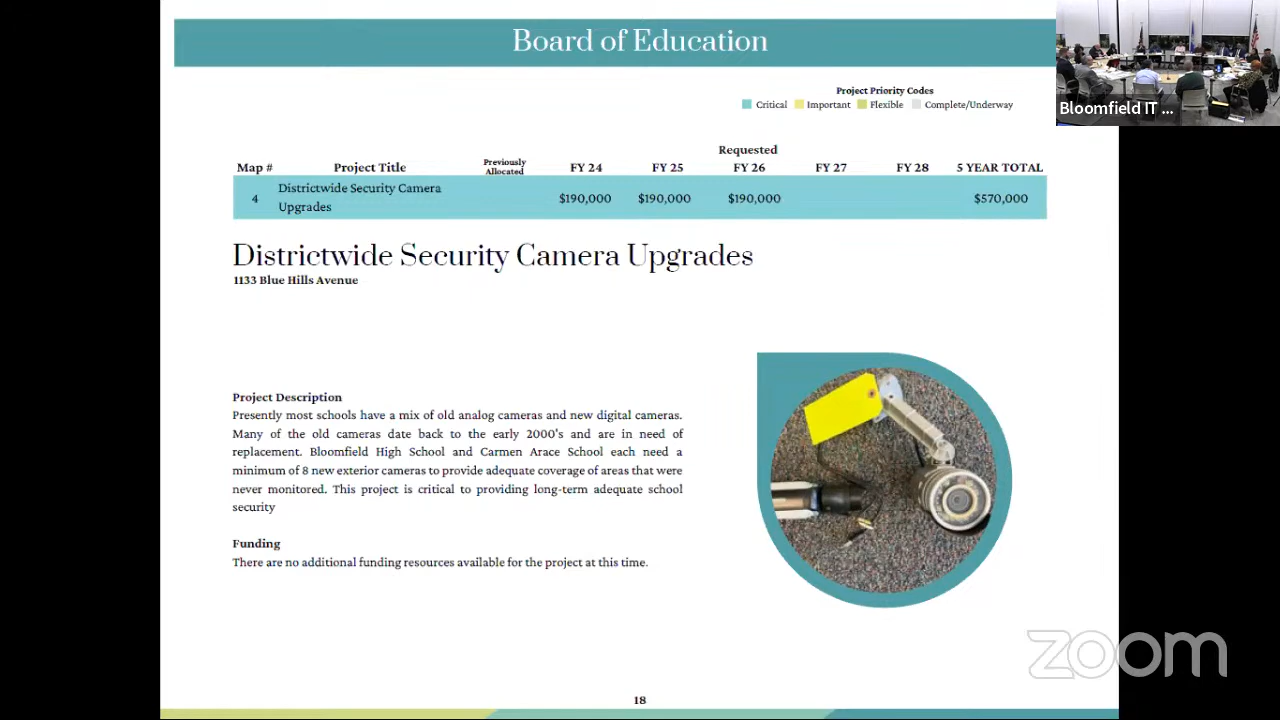 Board of Education
Bloomfield IT ...
Project Priority Codes
Critical Important Flexible Complete/Underway
Requested
Map # Project Title Previously Allocated FY 24 FY 25 FY 26 FY 27 FY 28 5 YEAR TOTAL
4 Districtwide Security Camera Upgrades $190,000 $190,000 $190,000 $570,000
Districtwide Security Camera Upgrades
1133 Blue Hills Avenue
Project Description
Presently most schools have a mix of old analog cameras and new digital cameras.
Many of the old cameras date back to the early 2000's and are in need of
replacement. Bloomfield High School and Carmen Arace School each need a
minimum of 8 new exterior cameras to provide adequate coverage of areas that were
never monitored. This project is critical to providing long-term adequate school
security
Funding
There are no additional funding resources available for the project at this time.
zoom
18